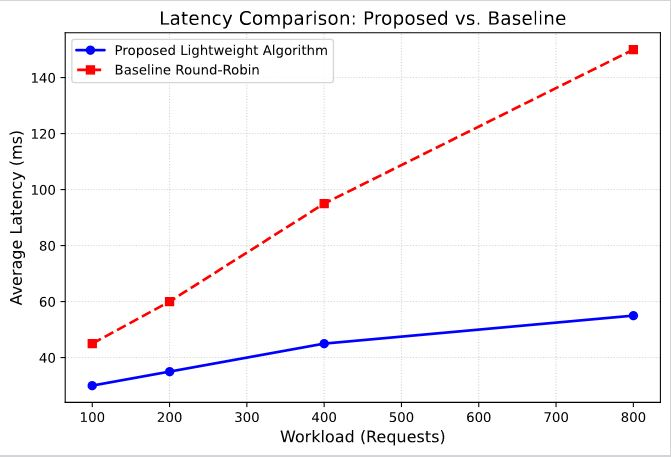 Latency Comparison: Proposed vs. Baseline
Proposed Lightweight Algorithm
Baseline Round-Robin
140
120
100
80
60
40
Average Latency (ms)
100 200 300 400 500 600 700 800
Workload (Requests)